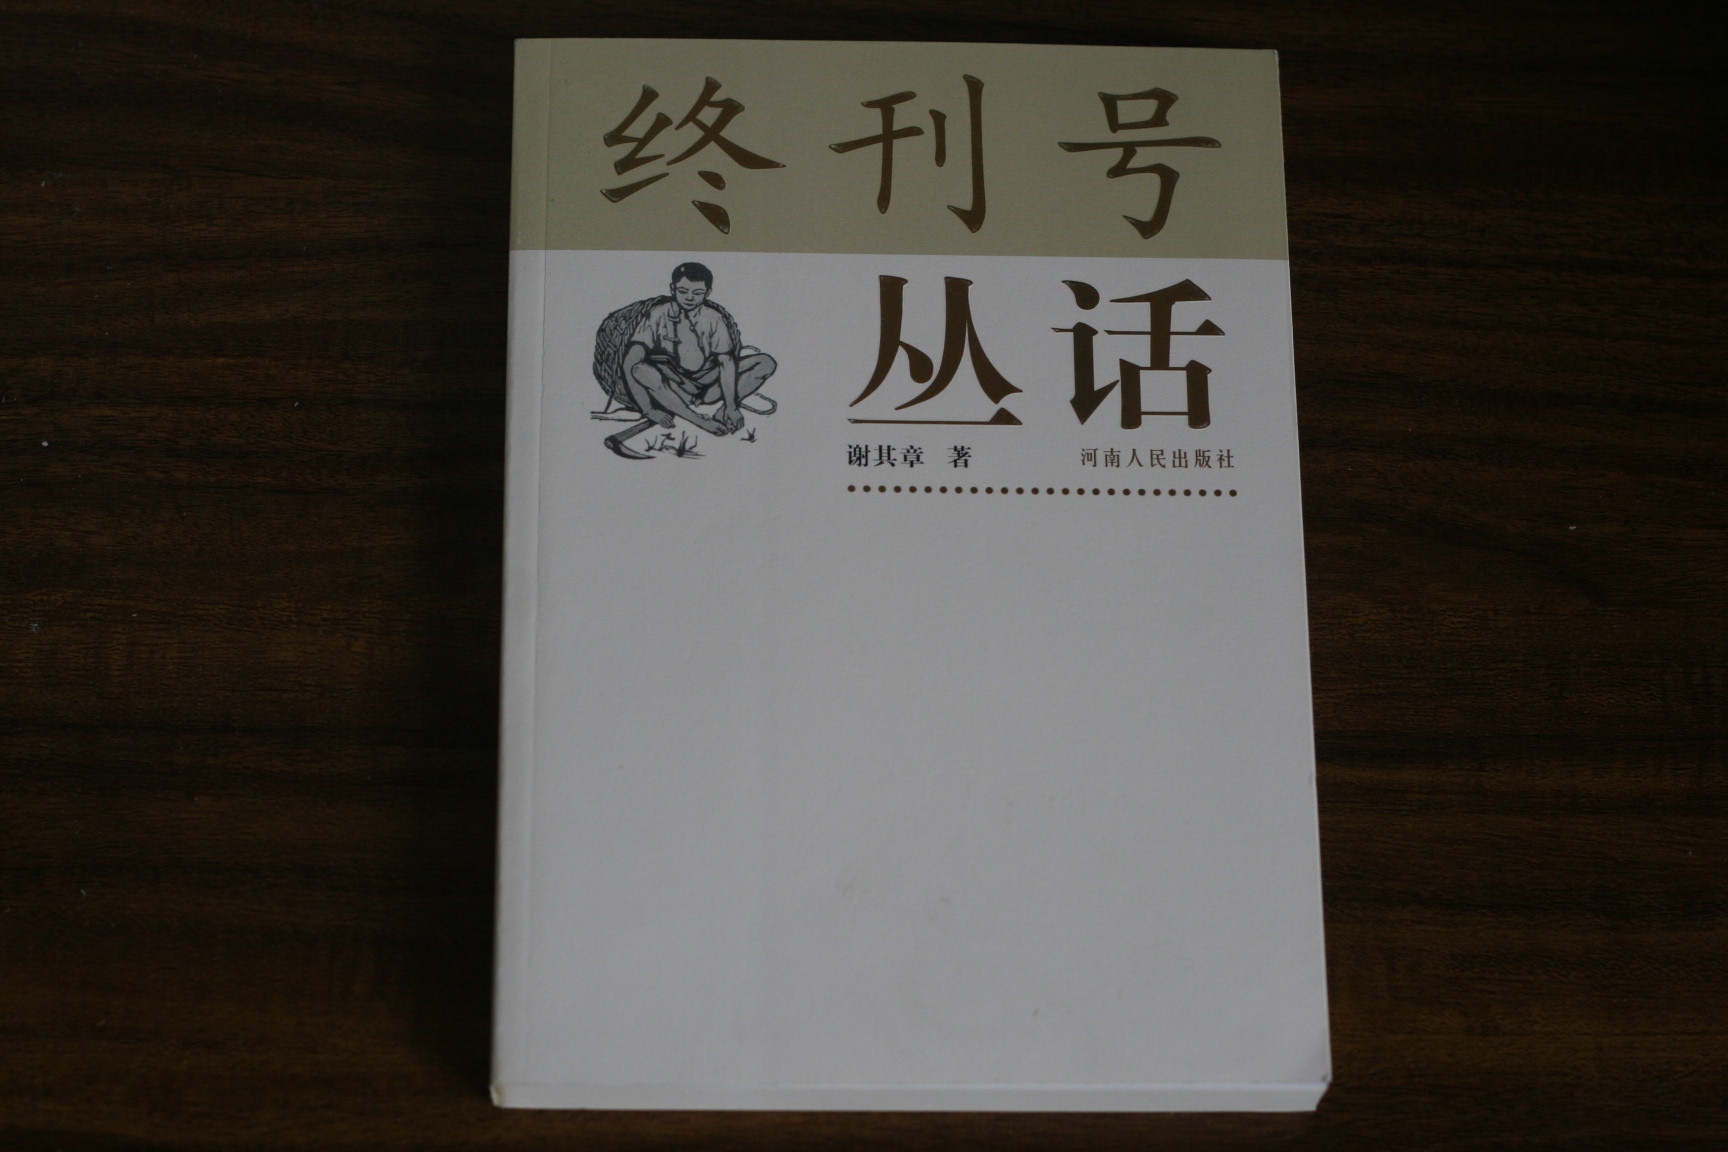 终刊号
丛话
谢其章 著 河南人民出版社